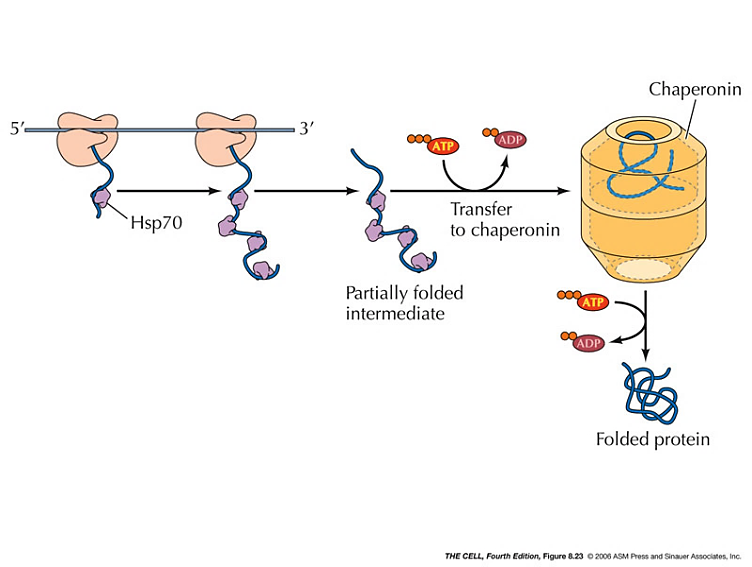 Chaperonin
5′
3′
ATP
ADP
Hsp70
Transfer
to chaperonin
Partially folded
intermediate
ATP
ADP
Folded protein
THE CELL, Fourth Edition, Figure 8.23 © 2006 ASM Press and Sinauer Associates, Inc.